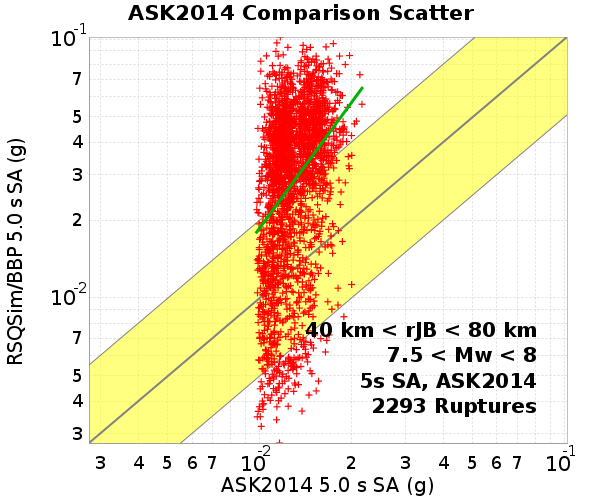 ASK2014 Comparison Scatter
RSQSim/BBP 5.0 s SA (g)
10-1
7
5
4
3
2
10-2
7
5
4
3
40 km < rJB < 80 km
7.5 < Mw < 8
5s SA, ASK2014
2293 Ruptures
3 4 5 6 7 10-2 2 3 4 5 6 7 10-1
ASK2014 5.0 s SA (g)